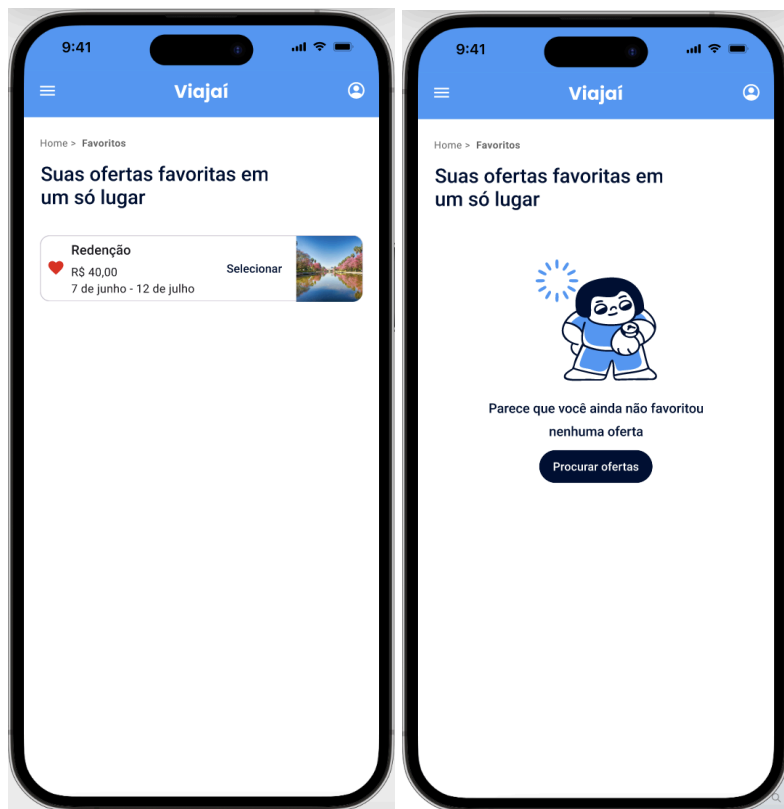 9:41
Viajaí
Home > Favoritos
Suas ofertas favoritas em
um só lugar
Redenção
R$ 40,00
Selecionar
7 de junho - 12 de julho
9:41
Viajaí
Home > Favoritos
Suas ofertas favoritas em
um só lugar
Parece que você ainda não favoritou
nenhuma oferta
Procurar ofertas